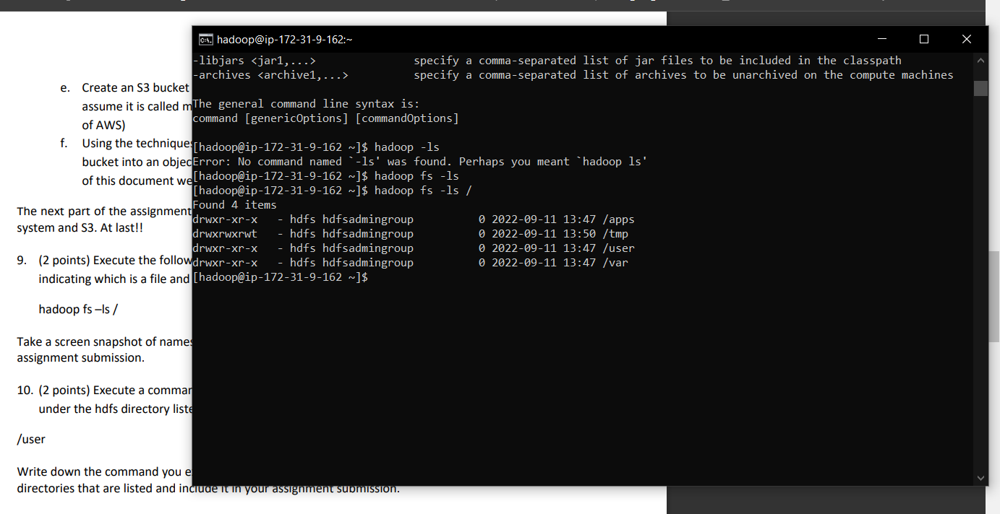 hadoop@ip-172-31-9-162:~
-libjars <jar1,...> specify a comma-separated list of jar files to be included in the classpath
-archives <archive1,...> specify a comma-separated list of archives to be unarchived on the compute machines
The general command line syntax is:
command [genericOptions] [commandOptions]
[hadoop@ip-172-31-9-162 ~]$ hadoop -ls
Error: No command named `-ls' was found. Perhaps you meant `hadoop ls'
[hadoop@ip-172-31-9-162 ~]$ hadoop fs -ls
[hadoop@ip-172-31-9-162 ~]$ hadoop fs -ls /
Found 4 items
drwxr-xr-x - hdfs hdfsadmingroup 0 2022-09-11 13:47 /apps
drwxrwxrwt - hdfs hdfsadmingroup 0 2022-09-11 13:50 /tmp
drwxr-xr-x - hdfs hdfsadmingroup 0 2022-09-11 13:47 /user
drwxr-xr-x - hdfs hdfsadmingroup 0 2022-09-11 13:47 /var
[hadoop@ip-172-31-9-162 ~]$
e. Create an S3 bucket
assume it is called m
of AWS)
f. Using the techniques
bucket into an objec
of this document we
The next part of the assignment
system and S3. At last!!
9. (2 points) Execute the follow
indicating which is a file and
hadoop fs –ls /
Take a screen snapshot of names
assignment submission.
10. (2 points) Execute a comman
under the hdfs directory liste
/user
Write down the command you e
directories that are listed and include it in your assignment submission.